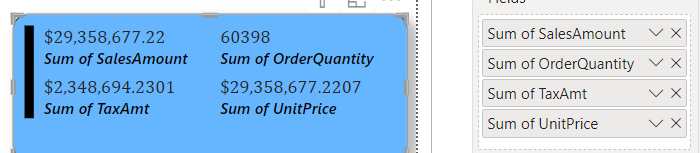 $29,358,677.22 60398
Sum of SalesAmount Sum of OrderQuantity
$2,348,694.2301 $29,358,677.2207
Sum of TaxAmt Sum of UnitPrice
Sum of SalesAmount
Sum of OrderQuantity
Sum of TaxAmt
Sum of UnitPrice